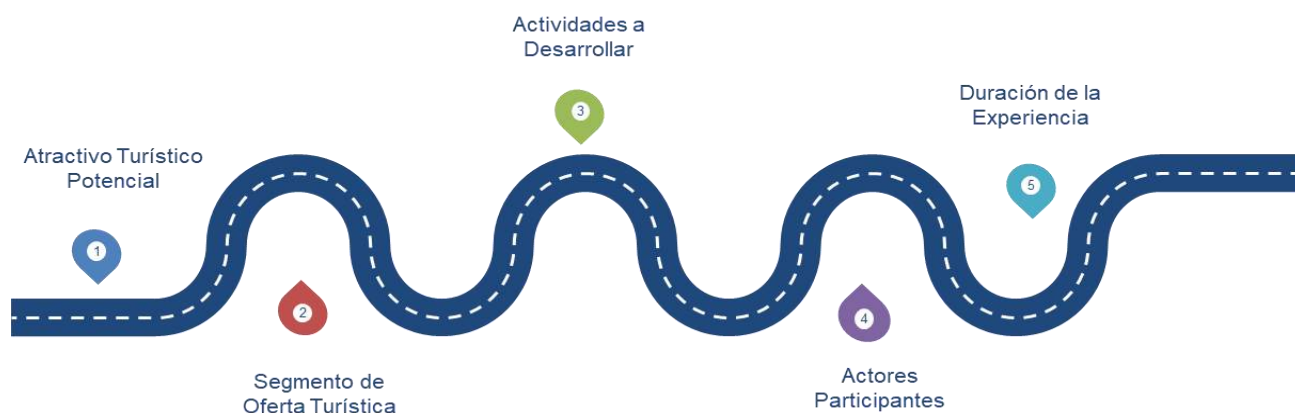 Atractivo Turístico
Potencial
1
2
Segmento de
Oferta Turística
Actividades a
Desarrollar
3
4
Actores
Participantes
Duración de la
Experiencia
5